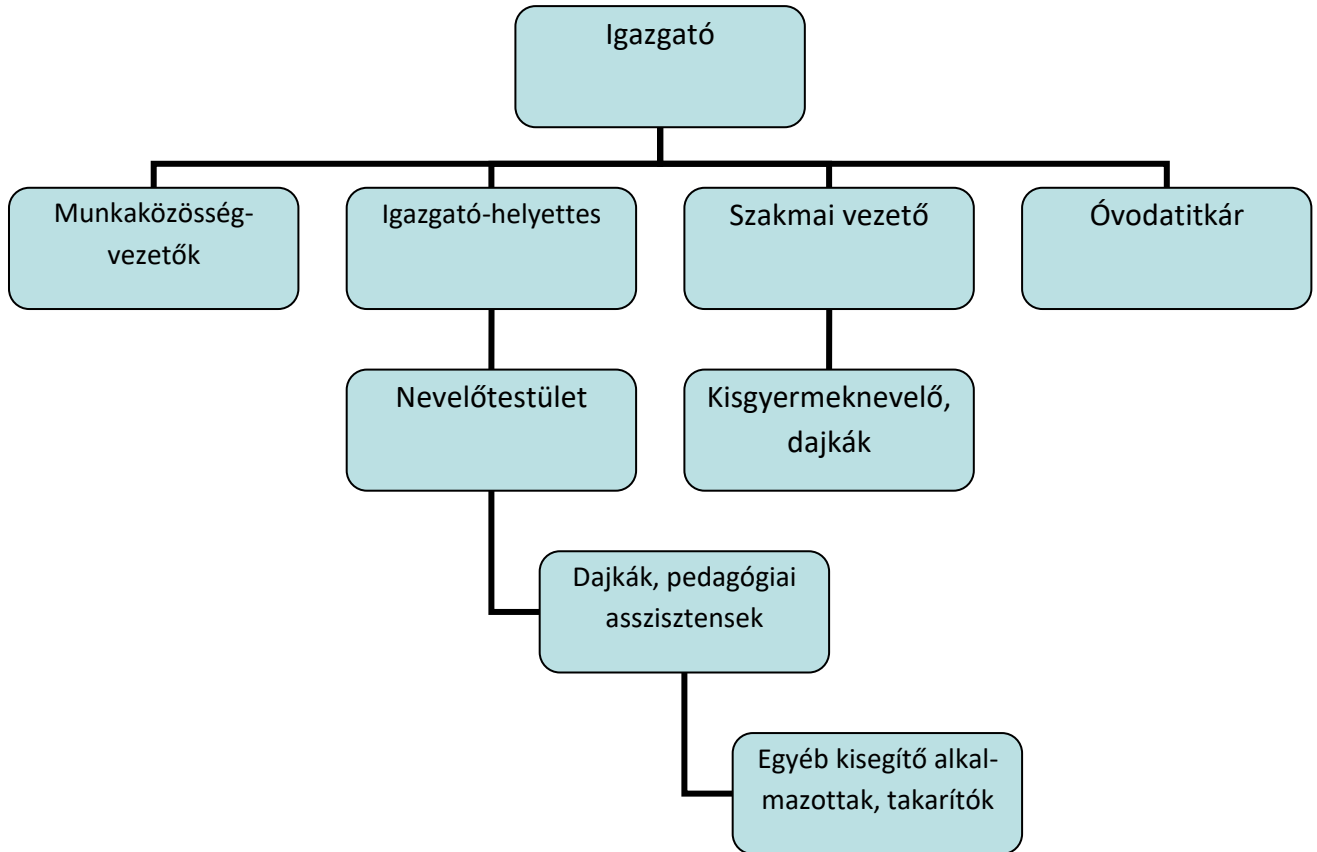 Igazgató
Munkaközösség-
vezetők
Igazgató-helyettes
Szakmai vezető
Óvodatitkár
Nevelőtestület
Kisgyermeknevelő,
dajkák
Dajkák, pedagógiai
asszisztensek
Egyéb kisegítő alkal-
mazottak, takarítók